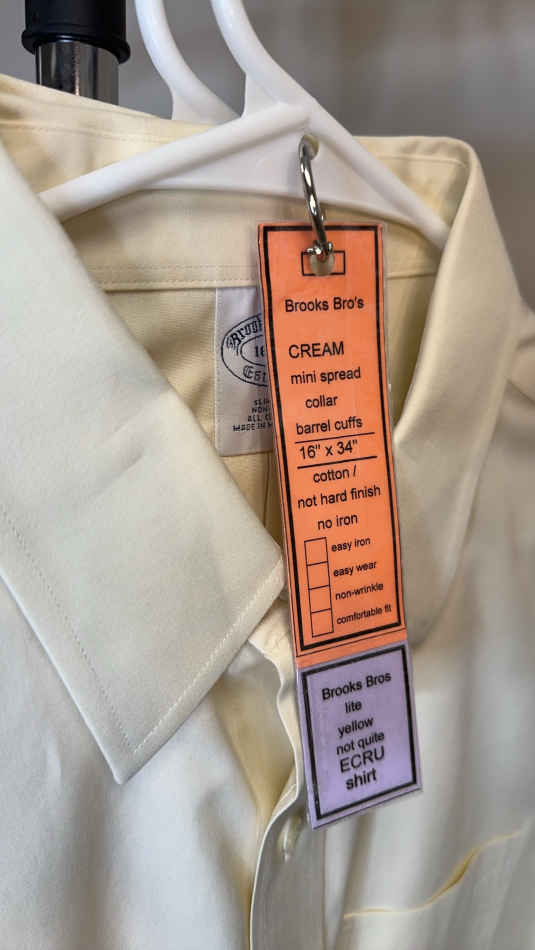 Brooks Bro's
CREAM
mini spread
collar
barrel cuffs
16" x 34"
cotton /
not hard finish
no iron
easy iron
easy wear
non-wrinkle
comfortable fit
Brooks Bros
lite
yellow
not quite
ECRU
shirt